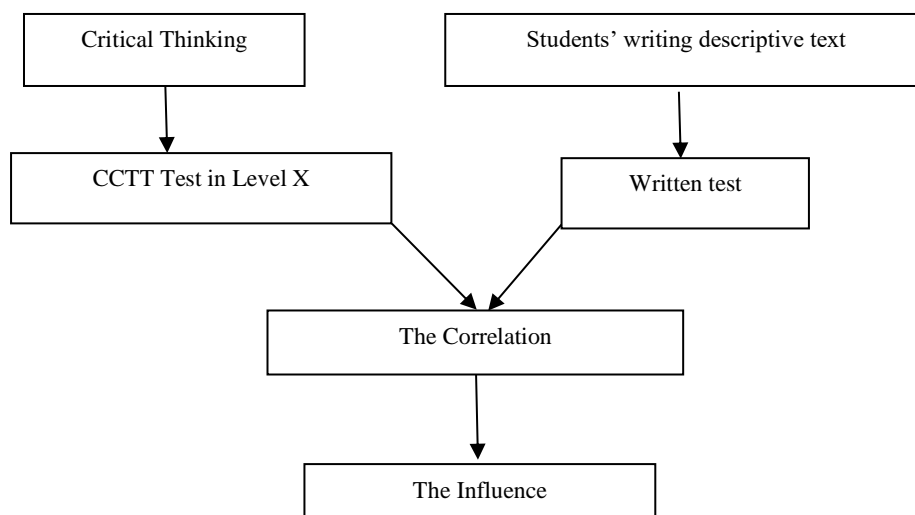 Critical Thinking
Students’ writing descriptive text
CCTT Test in Level X
Written test
The Correlation
The Influence